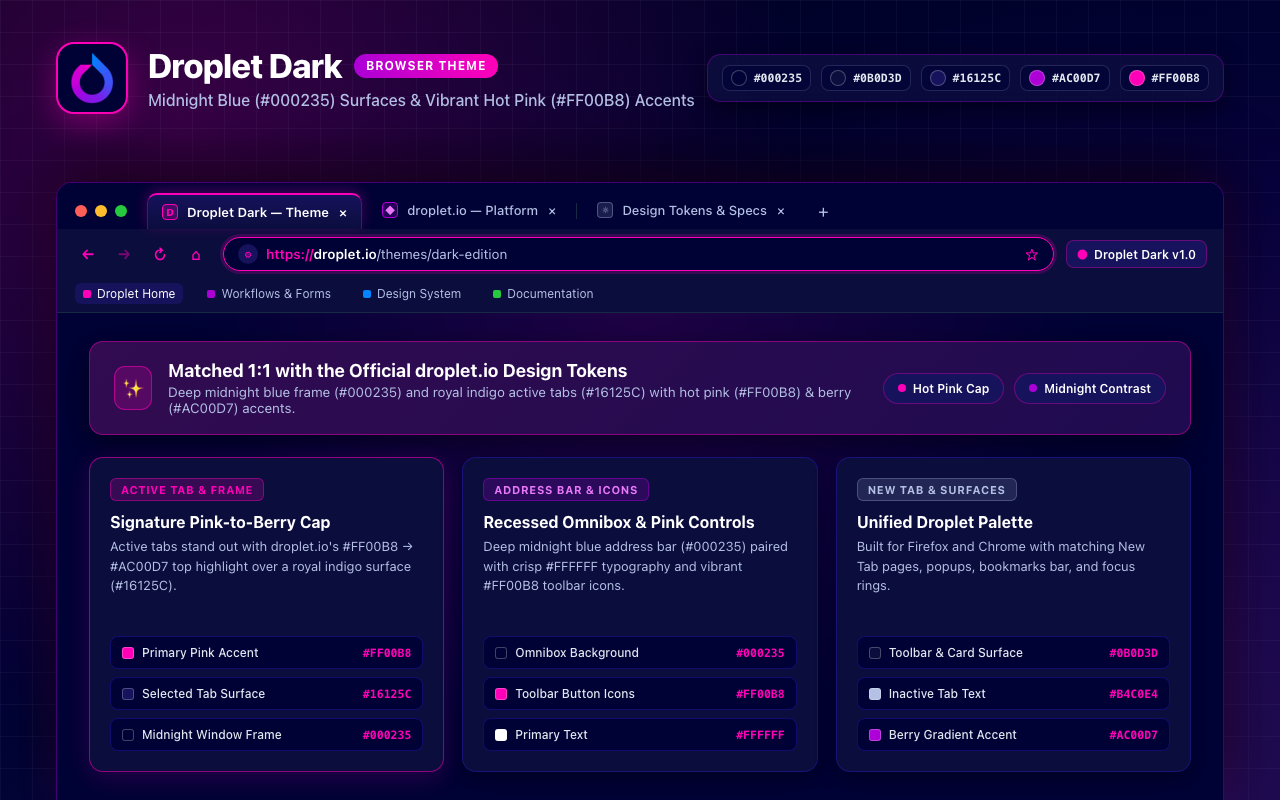 Droplet Dark BROWSER THEME
Midnight Blue (#000235) Surfaces & Vibrant Hot Pink (#FF00B8) Accents
#000235 #0B0D3D #16125C #AC00D7 #FF00B8
D Droplet Dark — Theme × droplet.io — Platform × Design Tokens & Specs × +
https://droplet.io/themes/dark-edition Droplet Dark v1.0
Droplet Home Workflows & Forms Design System Documentation
Matched 1:1 with the Official droplet.io Design Tokens
Deep midnight blue frame (#000235) and royal indigo active tabs (#16125C) with hot pink (#FF00B8) & berry
(#AC00D7) accents.
Hot Pink Cap Midnight Contrast
ACTIVE TAB & FRAME
Signature Pink-to-Berry Cap
Active tabs stand out with droplet.io's #FF00B8 →
#AC00D7 top highlight over a royal indigo surface
(#16125C).
Primary Pink Accent #FF00B8
Selected Tab Surface #16125C
Midnight Window Frame #000235
ADDRESS BAR & ICONS
Recessed Omnibox & Pink Controls
Deep midnight blue address bar (#000235) paired
with crisp #FFFFFF typography and vibrant
#FF00B8 toolbar icons.
Omnibox Background #000235
Toolbar Button Icons #FF00B8
Primary Text #FFFFFF
NEW TAB & SURFACES
Unified Droplet Palette
Built for Firefox and Chrome with matching New
Tab pages, popups, bookmarks bar, and focus
rings.
Toolbar & Card Surface #0B0D3D
Inactive Tab Text #B4C0E4
Berry Gradient Accent #AC00D7